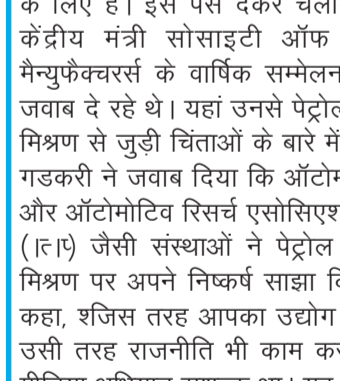 के लिए है। इसे पैसे देकर चला
केंद्रीय मंत्री सोसाइटी ऑफ
मैन्युफैक्चरर्स के वार्षिक सम्मेलन
जवाब दे रहे थे। यहां उनसे पेट्रोल
मिश्रण से जुड़ी चिंताओं के बारे में
गडकरी ने जवाब दिया कि ऑटोम
और ऑटोमोटिव रिसर्च एसोसिएश
जैसी संस्थाओं ने पेट्रोल
मिश्रण पर अपने निष्कर्ष साझा कि
कहा, श्जिस तरह आपका उद्योग
उसी तरह राजनीति भी काम कर